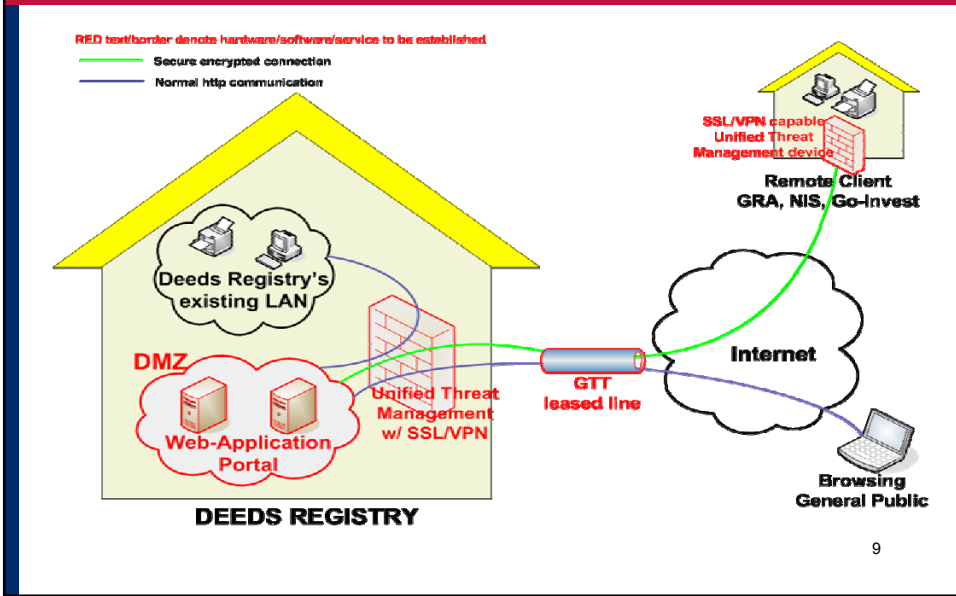 RED text/border denote hardware/software/service to be established
Secure encrypted connection
Normal http communication
SSL/VPN capable
Unified Threat
Management device
Remote Client
GRA, NIS, Go-Invest
Deeds Registry's
existing LAN
DMZ
Web-Application
Portal
Unified Threat
Management
w/ SSL/VPN
GTT
leased line
Internet
Browsing
General Public
DEEDS REGISTRY
9